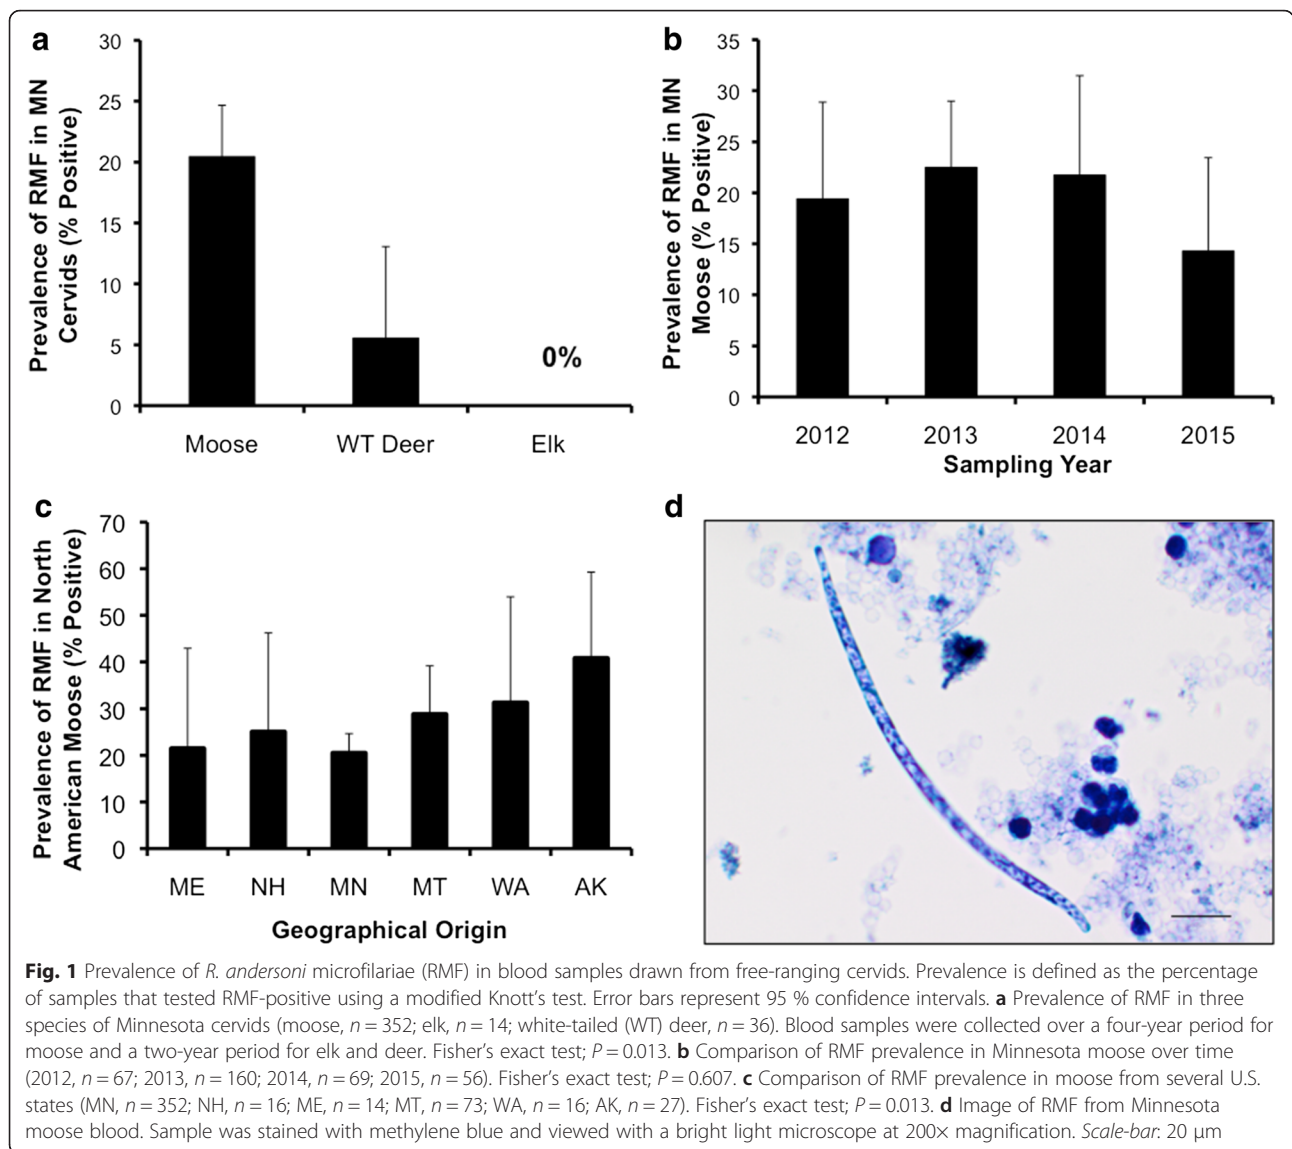 a
30
25
20
15
10
5
0
Prevalence of RMF in MN
Cervids (% Positive)
0%
Moose WT Deer Elk
b
35
30
25
20
15
10
5
0
Prevalence of RMF in MN
Moose (% Positive)
2012 2013 2014 2015
Sampling Year
c
70
60
50
40
30
20
10
0
Prevalence of RMF in North
American Moose (% Positive)
ME NH MN MT WA AK
Geographical Origin
d
Fig. 1 Prevalence of R. andersoni microfilariae (RMF) in blood samples drawn from free-ranging cervids. Prevalence is defined as the percentage
of samples that tested RMF-positive using a modified Knott's test. Error bars represent 95 % confidence intervals. a Prevalence of RMF in three
species of Minnesota cervids (moose, n = 352; elk, n = 14; white-tailed (WT) deer, n = 36). Blood samples were collected over a four-year period for
moose and a two-year period for elk and deer. Fisher's exact test; P = 0.013. b Comparison of RMF prevalence in Minnesota moose over time
(2012, n = 67; 2013, n = 160; 2014, n = 69; 2015, n = 56). Fisher's exact test; P = 0.607. c Comparison of RMF prevalence in moose from several U.S.
states (MN, n = 352; NH, n = 16; ME, n = 14; MT, n = 73; WA, n = 16; AK, n = 27). Fisher's exact test; P = 0.013. d Image of RMF from Minnesota
moose blood. Sample was stained with methylene blue and viewed with a bright light microscope at 200× magnification. Scale-bar: 20 μm